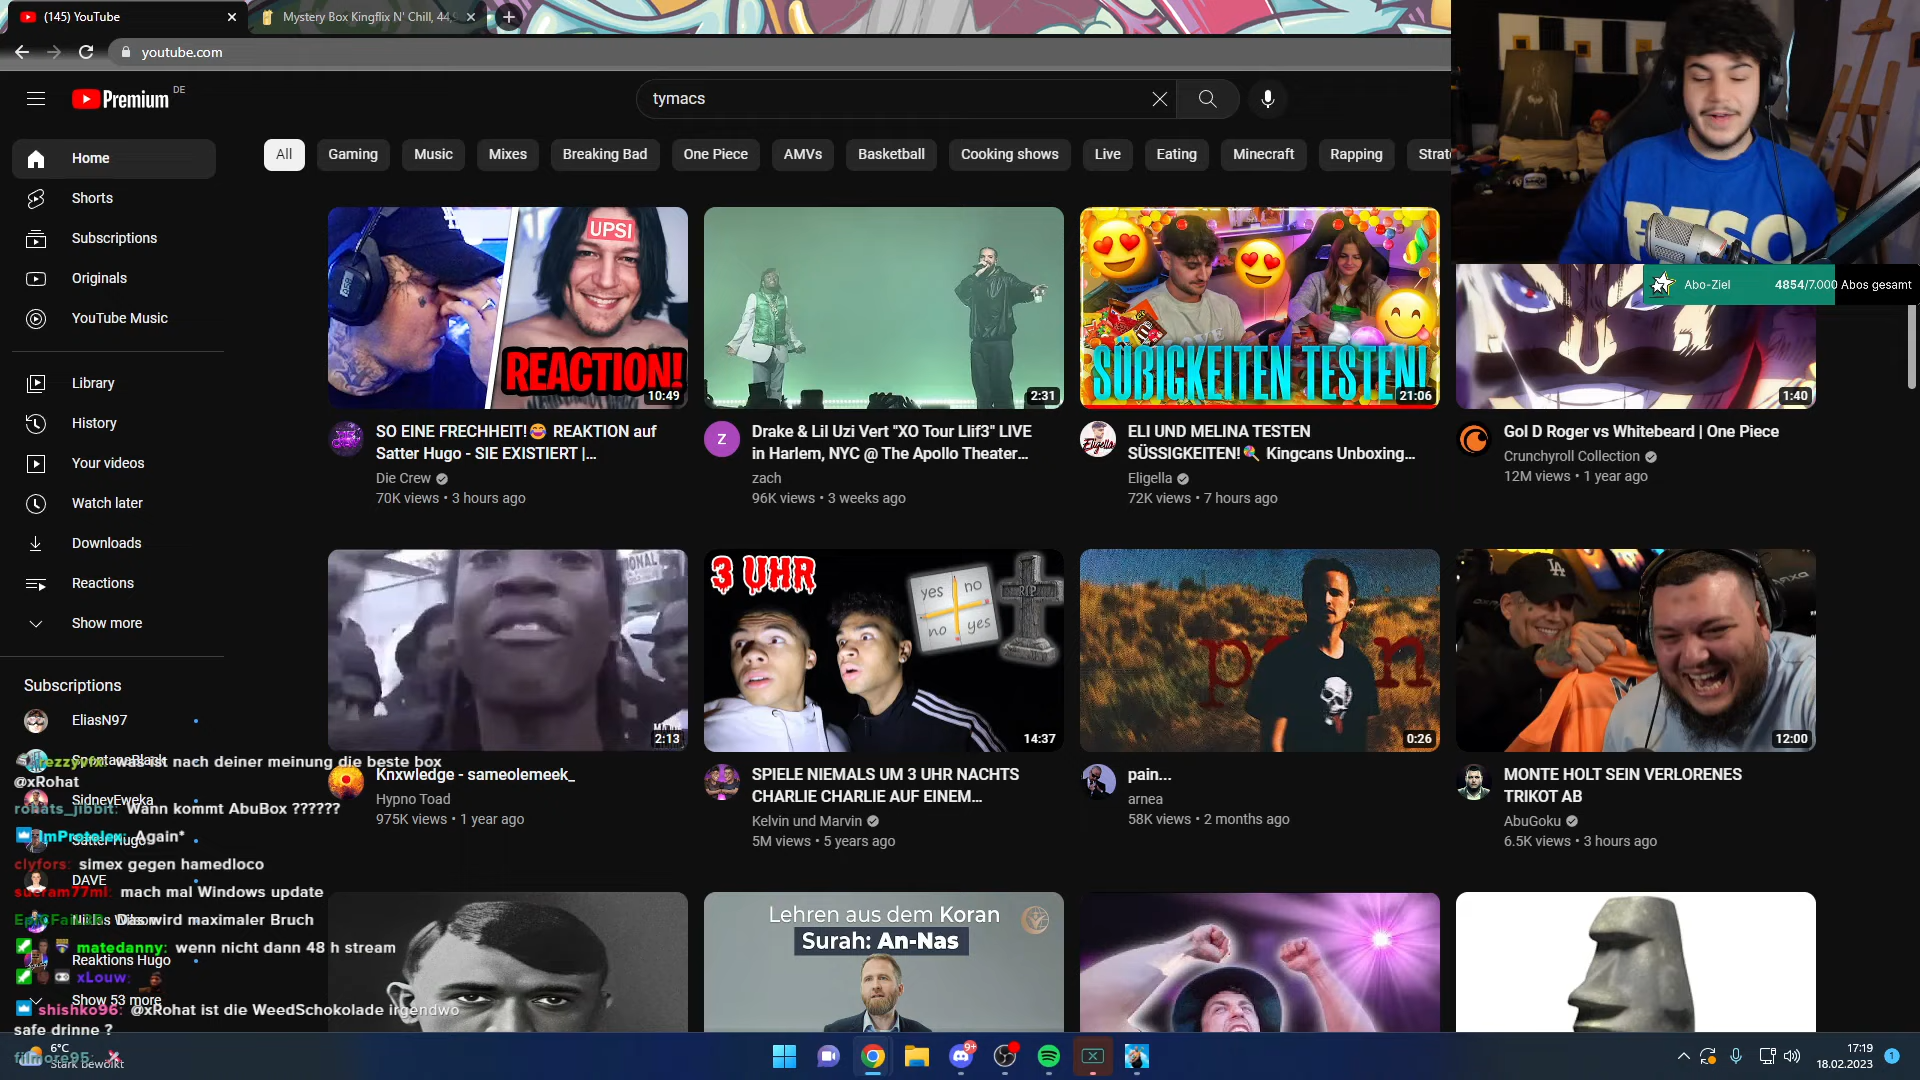 (145) YouTube
Mystery Box Kingflix N' Chill, 44,
youtube.com
Premium
DE
tymacs
All
Gaming
Music
Mixes
Breaking Bad
One Piece
AMVs
Basketball
Cooking shows
Live
Eating
Minecraft
Rapping
Strat
Home
Shorts
Subscriptions
Originals
YouTube Music
Library
History
Your videos
Watch later
Downloads
Reactions
Show more
Subscriptions
EliasN97
SidneyEweka
DAVE
Reaktions Hugo
Show 53 more
UPSI
REACTION!
10:49
SO EINE FRECHHEIT!😂 REAKTION auf
Satter Hugo - SIE EXISTIERT |...
Die Crew
70K views • 3 hours ago
2:31
Z
Drake & Lil Uzi Vert "XO Tour Llif3" LIVE
in Harlem, NYC @ The Apollo Theater...
zach
96K views • 3 weeks ago
SÜßIGKEITEN TESTEN!
21:06
Eligella
ELI UND MELINA TESTEN
SÜSSIGKEITEN!🍭 Kingcans Unboxing...
Eligella
72K views • 7 hours ago
Abo-Ziel
4854/7.000 Abos gesamt
1:40
Gol D Roger vs Whitebeard | One Piece
Crunchyroll Collection
12M views • 1 year ago
2:13
Knxwledge - sameolemeek_
Hypno Toad
975K views • 1 year ago
3 UHR
yes
no
no
yes
RIP
14:37
SPIELE NIEMALS UM 3 UHR NACHTS
CHARLIE CHARLIE AUF EINEM...
Kelvin und Marvin
5M views • 5 years ago
0:26
pain...
arnea
58K views • 2 months ago
LA
12:00
MONTE HOLT SEIN VERLORENES
TRIKOT AB
AbuGoku
6.5K views • 3 hours ago
was ist nach deiner meinung die beste box
@xRohat
rohats_jibbit: Wann kommt AbuBox ??????
ImProtolex: Again*
clyfors: simex gegen hamedloco
mach mal Windows update
Das wird maximaler Bruch
matedanny: wenn nicht dann 48 h stream
xLouw:
shishko96: @xRohat ist die WeedSchokolade irgendwo
safe drinne ?
filmore95:
Lehren aus dem Koran
Surah: An-Nas
6°C
Stark bewölkt
9+
17:19
18.02.2023
1